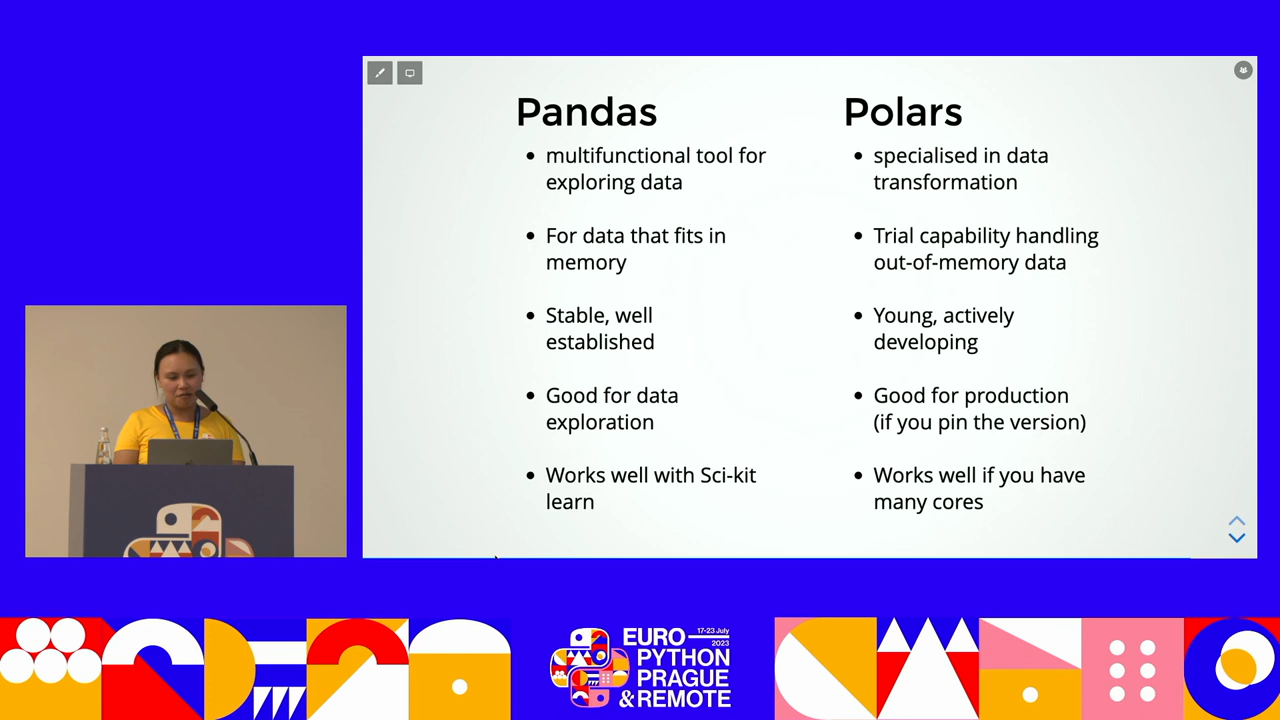 Pandas
multifunctional tool for
exploring data
For data that fits in
memory
Stable, well
established
Good for data
exploration
Works well with Sci-kit
learn
Polars
specialised in data
transformation
Trial capability handling
out-of-memory data
Young, actively
developing
Good for production
(if you pin the version)
Works well if you have
many cores
EURO
17-23 July
2023
PYTHON
PRAGUE
&REMOTE